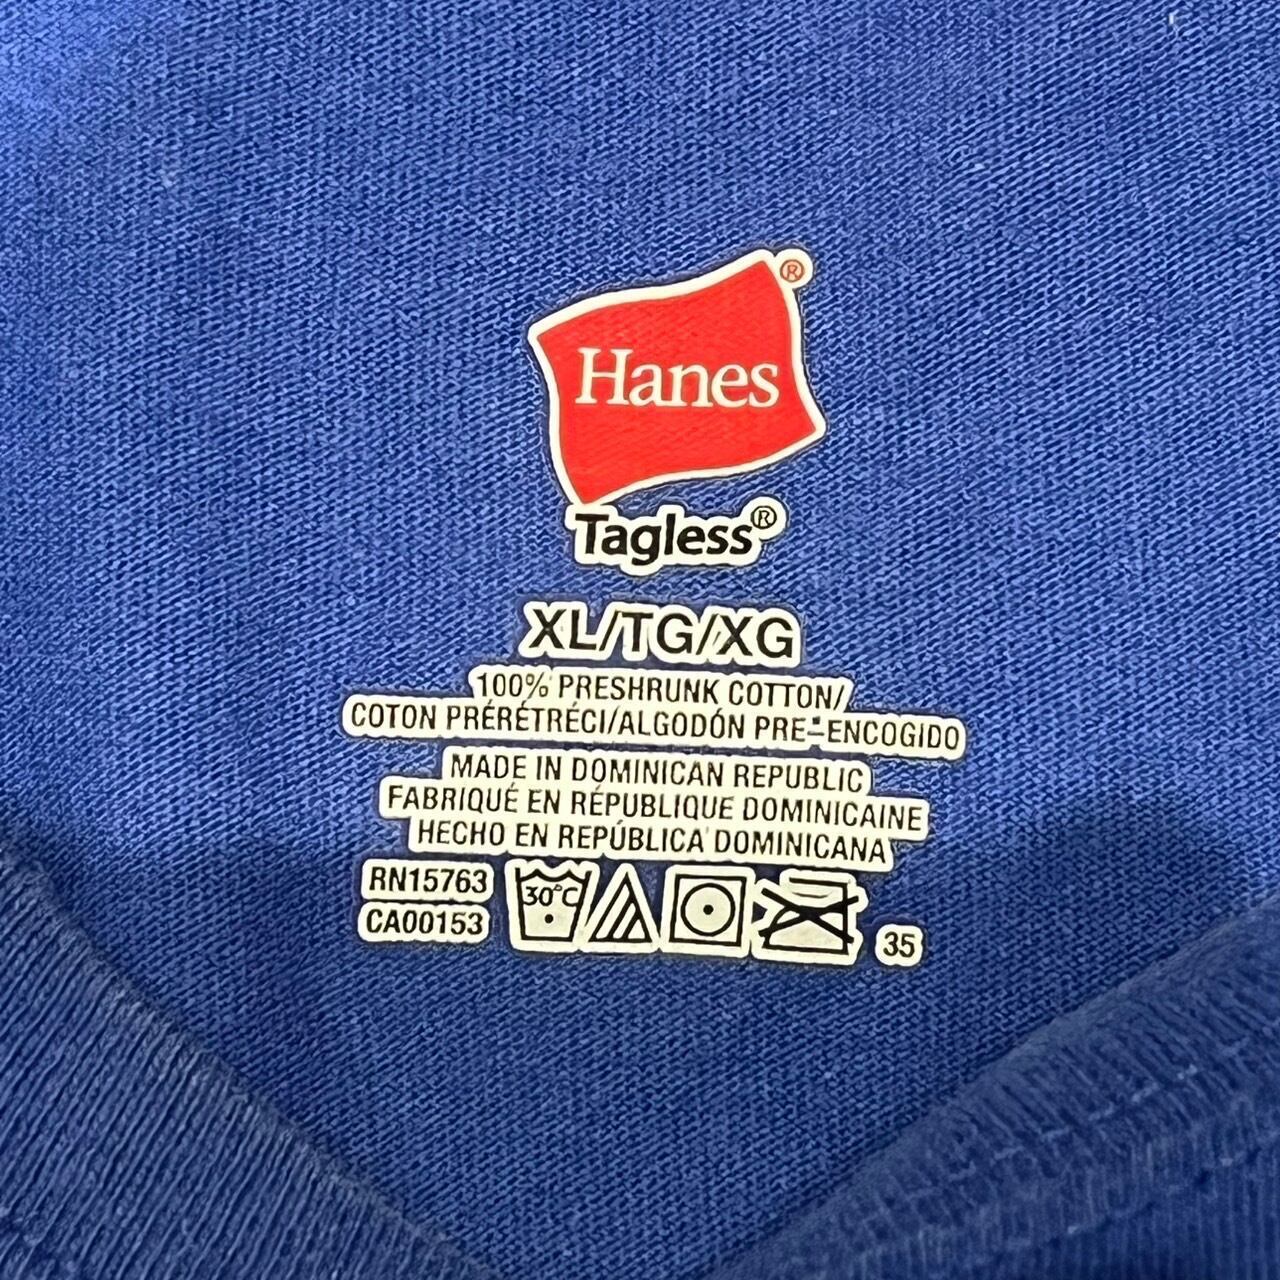 Hanes®
Tagless®
XL/TG/XG
100% PRESHRUNK COTTON/
COTON PRÉRÉTRÉCI/ALGODÓN PRE-ENCOGIDO
MADE IN DOMINICAN REPUBLIC
FABRIQUÉ EN RÉPUBLIQUE DOMINICAINE
HECHO EN REPÚBLICA DOMINICANA
RN15763
CA00153
30°C
35